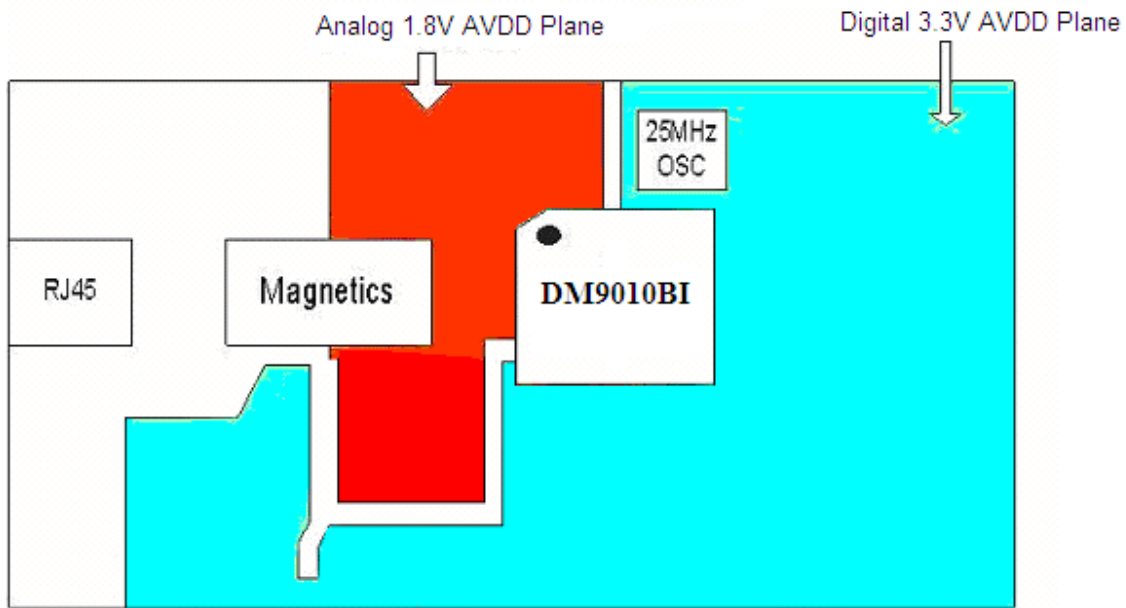 Analog 1.8V AVDD Plane
Digital 3.3V AVDD Plane
25MHz
OSC
RJ45
Magnetics
DM9010BI